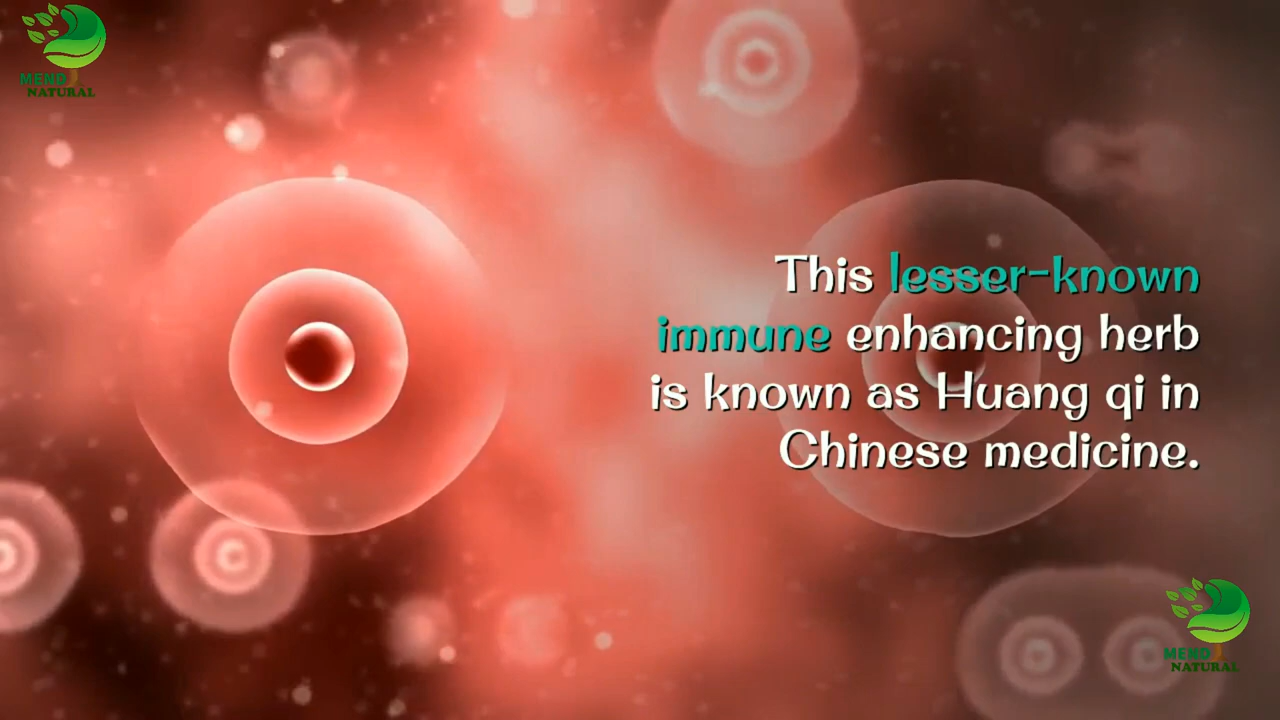 MEND
NATURAL
This lesser-known
immune enhancing herb
is known as Huang qi in
Chinese medicine.
MEND
NATURAL